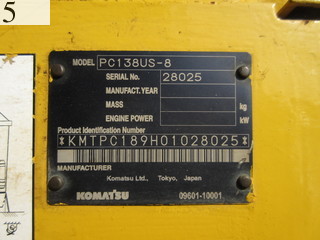 5
MODEL PC138US-8
SERIAL No. 28025
MANUFACT.YEAR
MASS kg
ENGINE POWER kW
Product Identification Number
*KMTPC189H01028025*
MANUFACTURER
Komatsu Ltd., Tokyo, Japan
KOMATSU 09601-10001